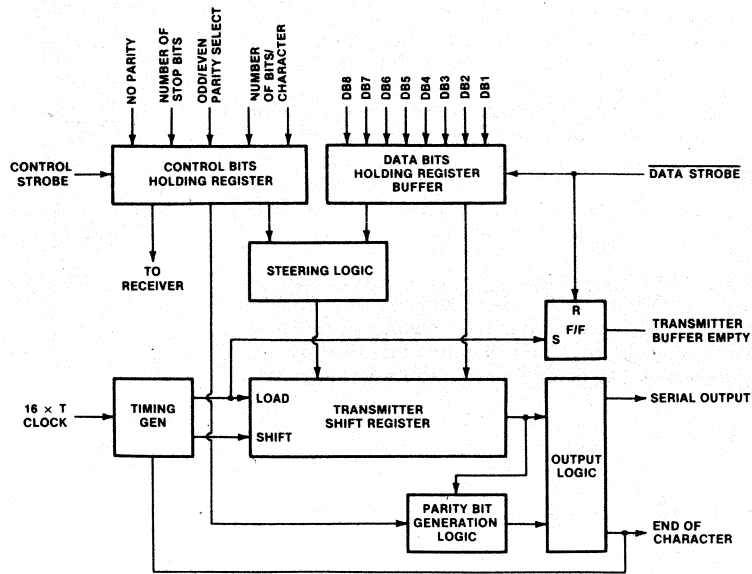 NO PARITY
NUMBER OF
STOP BITS
ODD/EVEN
PARITY SELECT
NUMBER
OF BITS/
CHARACTER
DB8
DB7
DB6
DB5
DB4
DB3
DB2
DB1
CONTROL
STROBE
CONTROL BITS
HOLDING REGISTER
DATA BITS
HOLDING REGISTER
BUFFER
DATA STROBE
TO
RECEIVER
STEERING LOGIC
R
F/F
S
TRANSMITTER
BUFFER EMPTY
16 × T
CLOCK
TIMING
GEN
LOAD
SHIFT
TRANSMITTER
SHIFT REGISTER
OUTPUT
LOGIC
SERIAL OUTPUT
PARITY BIT
GENERATION
LOGIC
END OF
CHARACTER